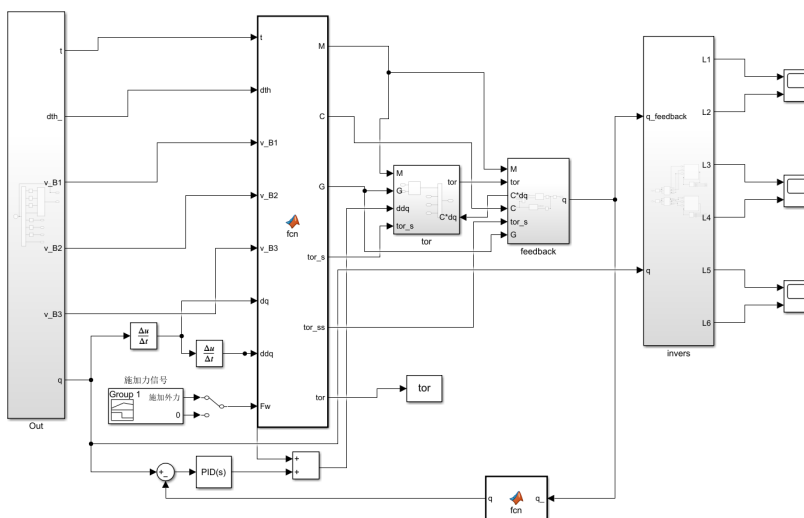 t
dth_
v_B1
v_B2
v_B3
q
Out
Δu
Δt
Δu
Δt
施加力信号
Group 1
施加外力
0
t
dth
v_B1
v_B2
v_B3
dq
ddq
Fw
fcn
M
C
G
tor_s
tor_ss
tor
tor
M
G
ddq
tor_s
tor
C*dq
tor
M
tor
C*dq
C
tor_s
G
q
feedback
q_feedback
q
L1
L2
L3
L4
L5
L6
invers
+
-
PID(s)
+
+
q
q_
fcn